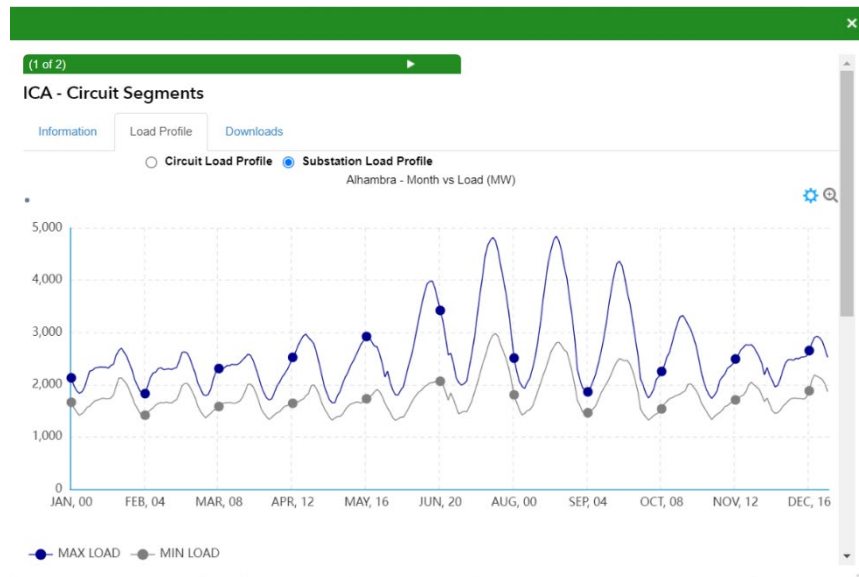 (1 of 2)
ICA - Circuit Segments
Information Load Profile Downloads
Circuit Load Profile Substation Load Profile
Alhambra - Month vs Load (MW)
5,000
4,000
3,000
2,000
1,000
0
JAN, 00 FEB, 04 MAR, 08 APR, 12 MAY, 16 JUN, 20 AUG, 00 SEP, 04 OCT, 08 NOV, 12 DEC, 16
MAX LOAD MIN LOAD